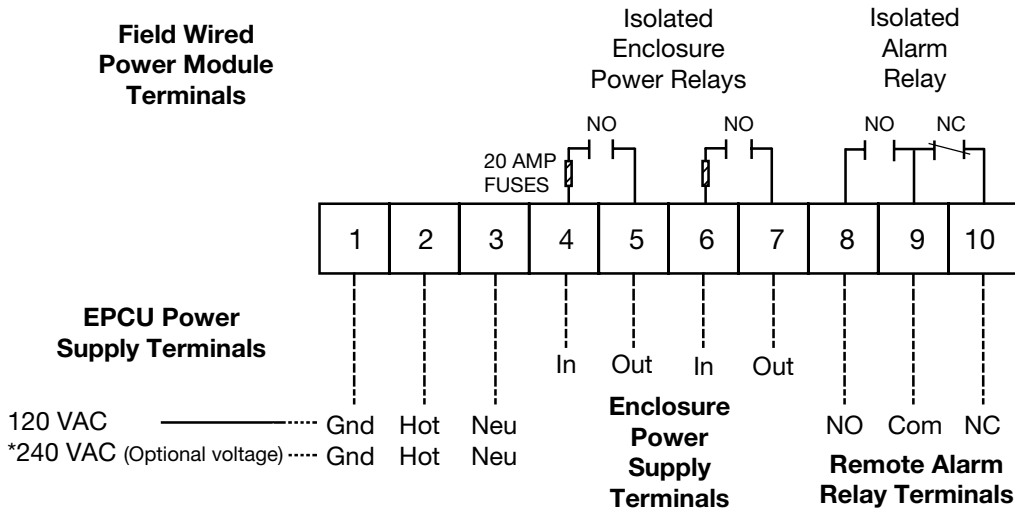 Field Wired
Power Module
Terminals
Isolated
Enclosure
Power Relays
Isolated
Alarm
Relay
NO
NO
NO
NC
20 AMP
FUSES
1 2 3 4 5 6 7 8 9 10
EPCU Power
Supply Terminals
In Out In Out
120 VAC Gnd Hot Neu
*240 VAC (Optional voltage) Gnd Hot Neu
Enclosure
Power
Supply
Terminals
NO Com NC
Remote Alarm
Relay Terminals